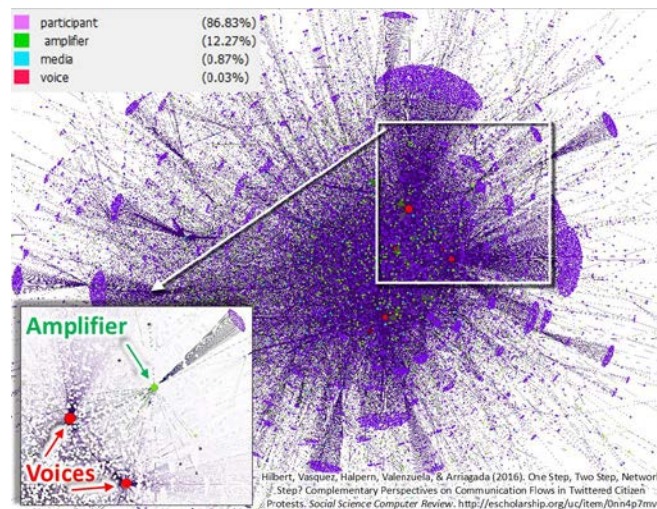 participant (86.83%)
amplifier (12.27%)
media (0.87%)
voice (0.03%)
Amplifier
Voices
Hilbert, Vasquez, Halpern, Valenzuela, & Arriagada (2016). One Step, Two Step, Network
Step? Complementary Perspectives on Communication Flows in Twittered Citizen
Protests. Social Science Computer Review. http://escholarship.org/uc/item/0nn4p7mv